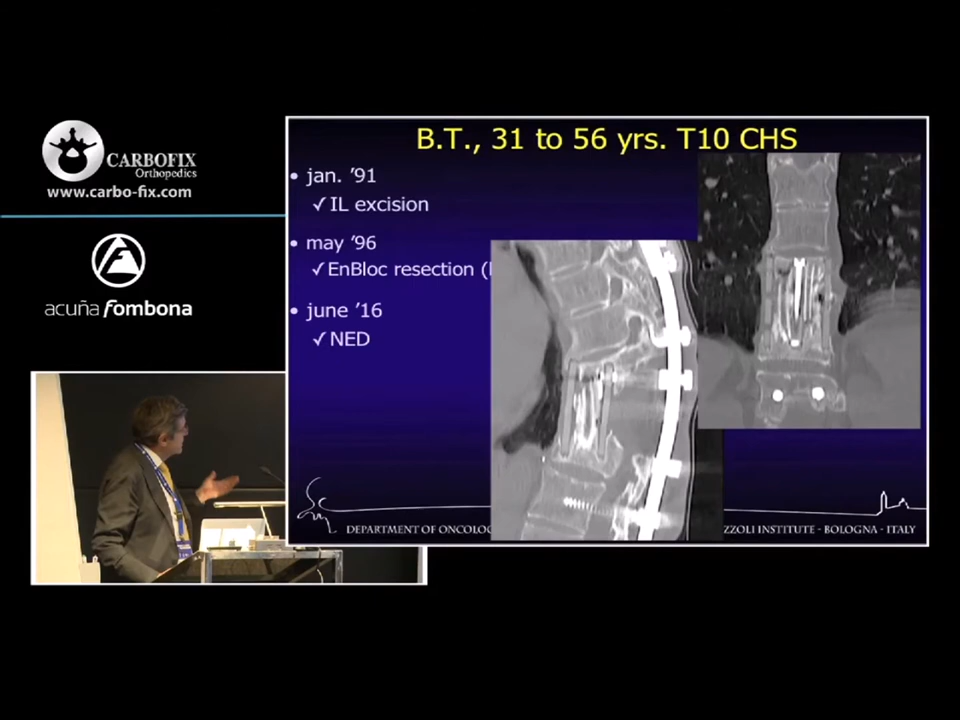 CARBOFIX
Orthopedics
www.carbo-fix.com
acuña fombona
B.T., 31 to 56 yrs. T10 CHS
• jan. '91
✓ IL excision
• may '96
✓ EnBloc resection (
• june '16
✓ NED
DEPARTMENT OF
ZZOLI INSTITUTE - BOLOGNA - ITALY